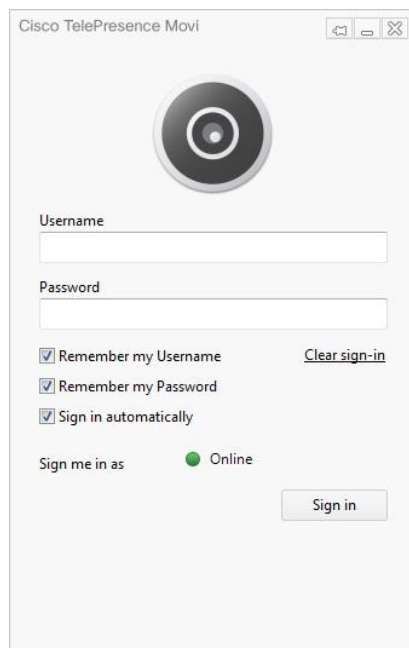 Cisco TelePresence Movi
Username
Password
Remember my Username
Clear sign-in
Remember my Password
Sign in automatically
Sign me in as
Online
Sign in